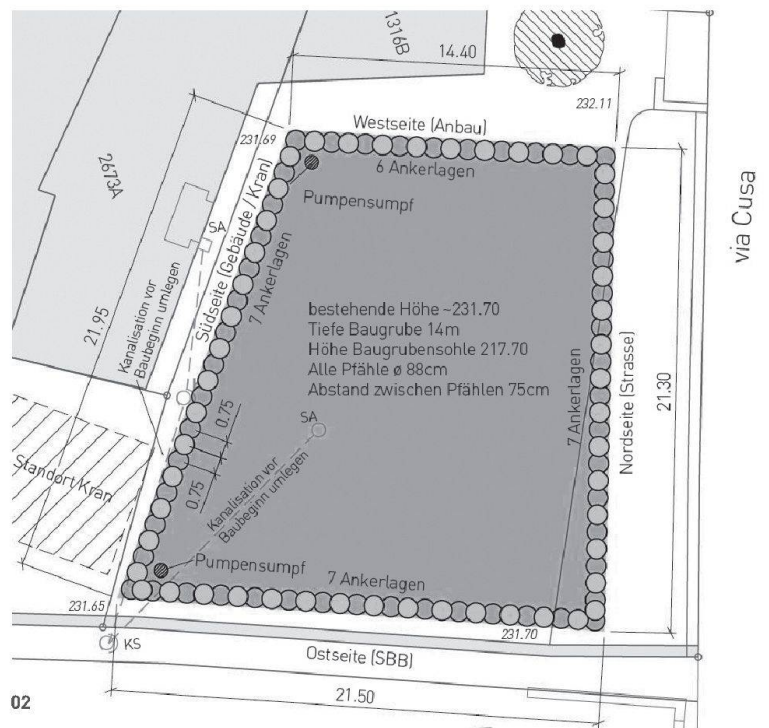 1316B
14.40
232.11
Westseite (Anbau)
231.69
6 Ankerlagen
2673A
Pumpensumpf
SA
via Cusa
Südseite (Gebäude / Kran)
7 Ankerlagen
Kanalisation vor
Baubeginn umlegen
21.95
bestehende Höhe ~231.70
Tiefe Baugrube 14m
Höhe Baugrubensohle 217.70
Alle Pfähle ø 88cm
Abstand zwischen Pfählen 75cm
7 Ankerlagen
Nordseite (Strasse)
21.30
SA
0.75
0.75
Kanalisation vor
Baubeginn umlegen
Standort Kran
Pumpensumpf
7 Ankerlagen
231.65
231.70
KS
Ostseite (SBB)
21.50
02